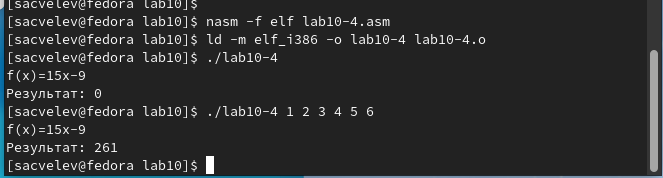 [sacvelev@fedora lab10]$
[sacvelev@fedora lab10]$ nasm -f elf lab10-4.asm
[sacvelev@fedora lab10]$ ld -m elf_i386 -o lab10-4 lab10-4.o
[sacvelev@fedora lab10]$ ./lab10-4
f(x)=15x-9
Результат: 0
[sacvelev@fedora lab10]$ ./lab10-4 1 2 3 4 5 6
f(x)=15x-9
Результат: 261
[sacvelev@fedora lab10]$